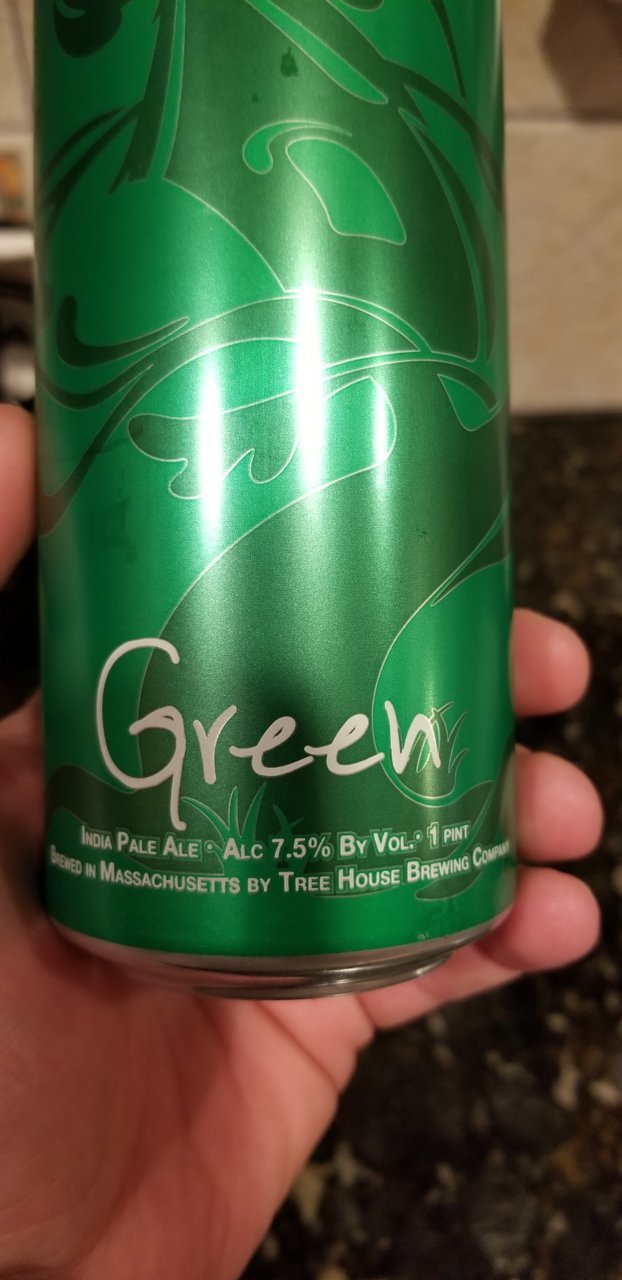 Green
India Pale Ale • Alc 7.5% By Vol. • 1 pint
Brewed in Massachusetts by Tree House Brewing Company